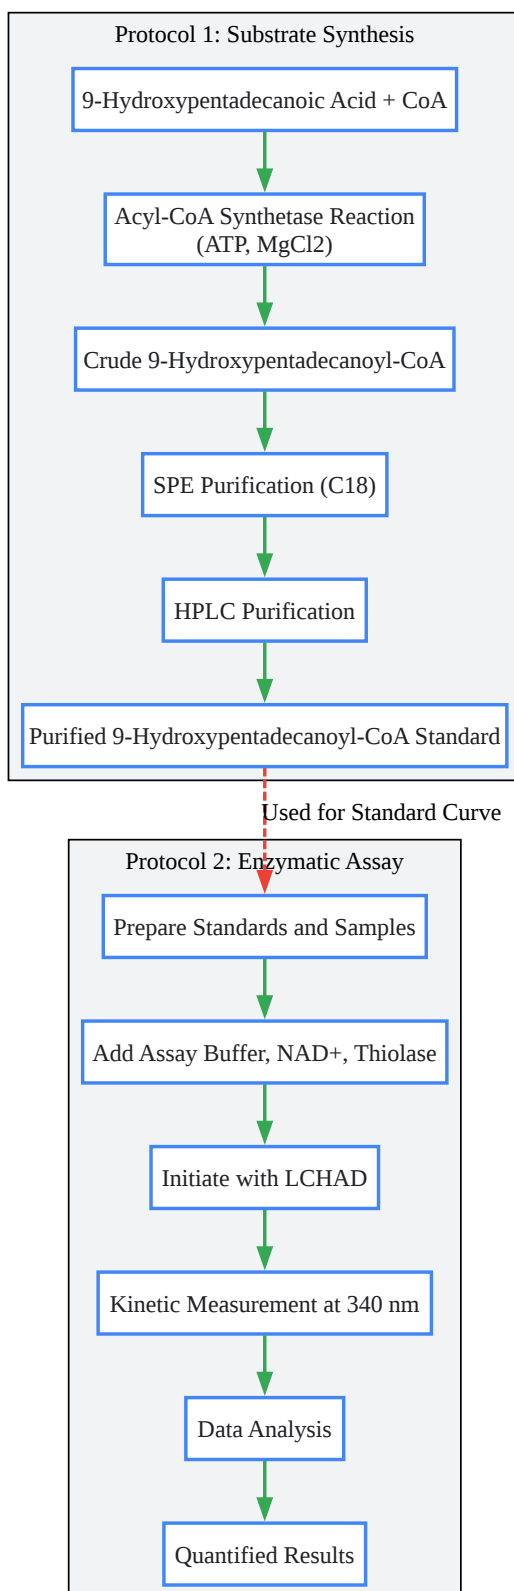 Protocol 1: Substrate Synthesis
9-Hydroxypentadecanoic Acid + CoA
Acyl-CoA Synthetase Reaction
(ATP, MgCl2)
Crude 9-Hydroxypentadecanoyl-CoA
SPE Purification (C18)
HPLC Purification
Purified 9-Hydroxypentadecanoyl-CoA Standard
Used for Standard Curve
Protocol 2: Enzymatic Assay
Prepare Standards and Samples
Add Assay Buffer, NAD+, Thiolase
Initiate with LCHAD
Kinetic Measurement at 340 nm
Data Analysis
Quantified Results